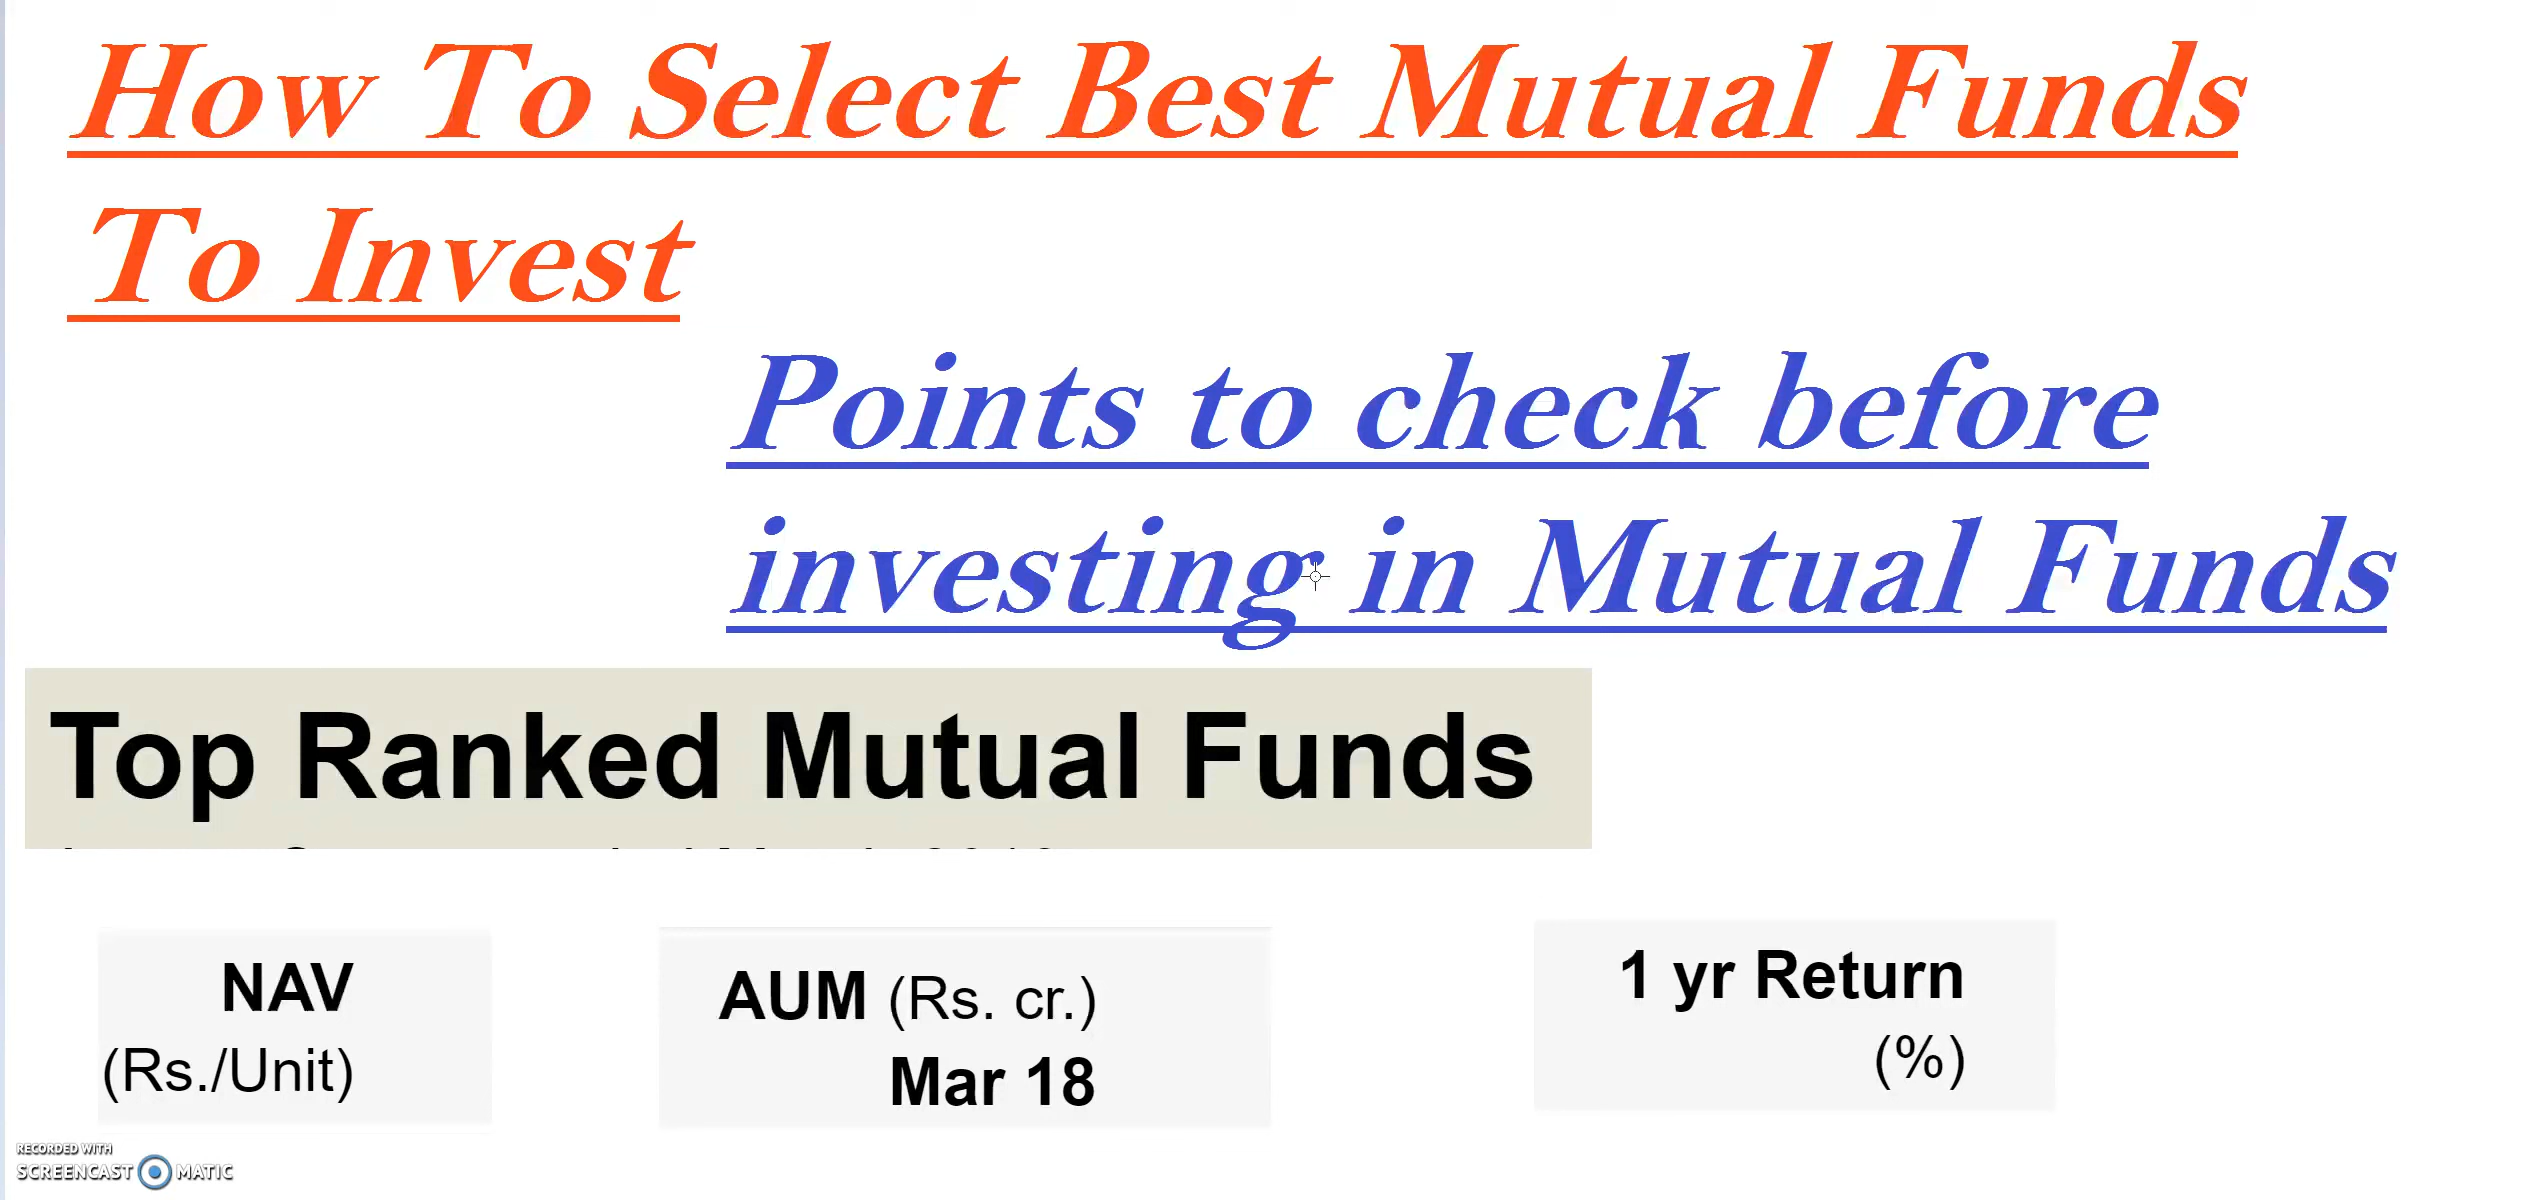 How To Select Best Mutual Funds
To Invest
Points to check before
investing in Mutual Funds
Top Ranked Mutual Funds
NAV
(Rs./Unit)
AUM (Rs. cr.)
Mar 18
1 yr Return
(%)
RECORDED WITH
SCREENCAST MATIC